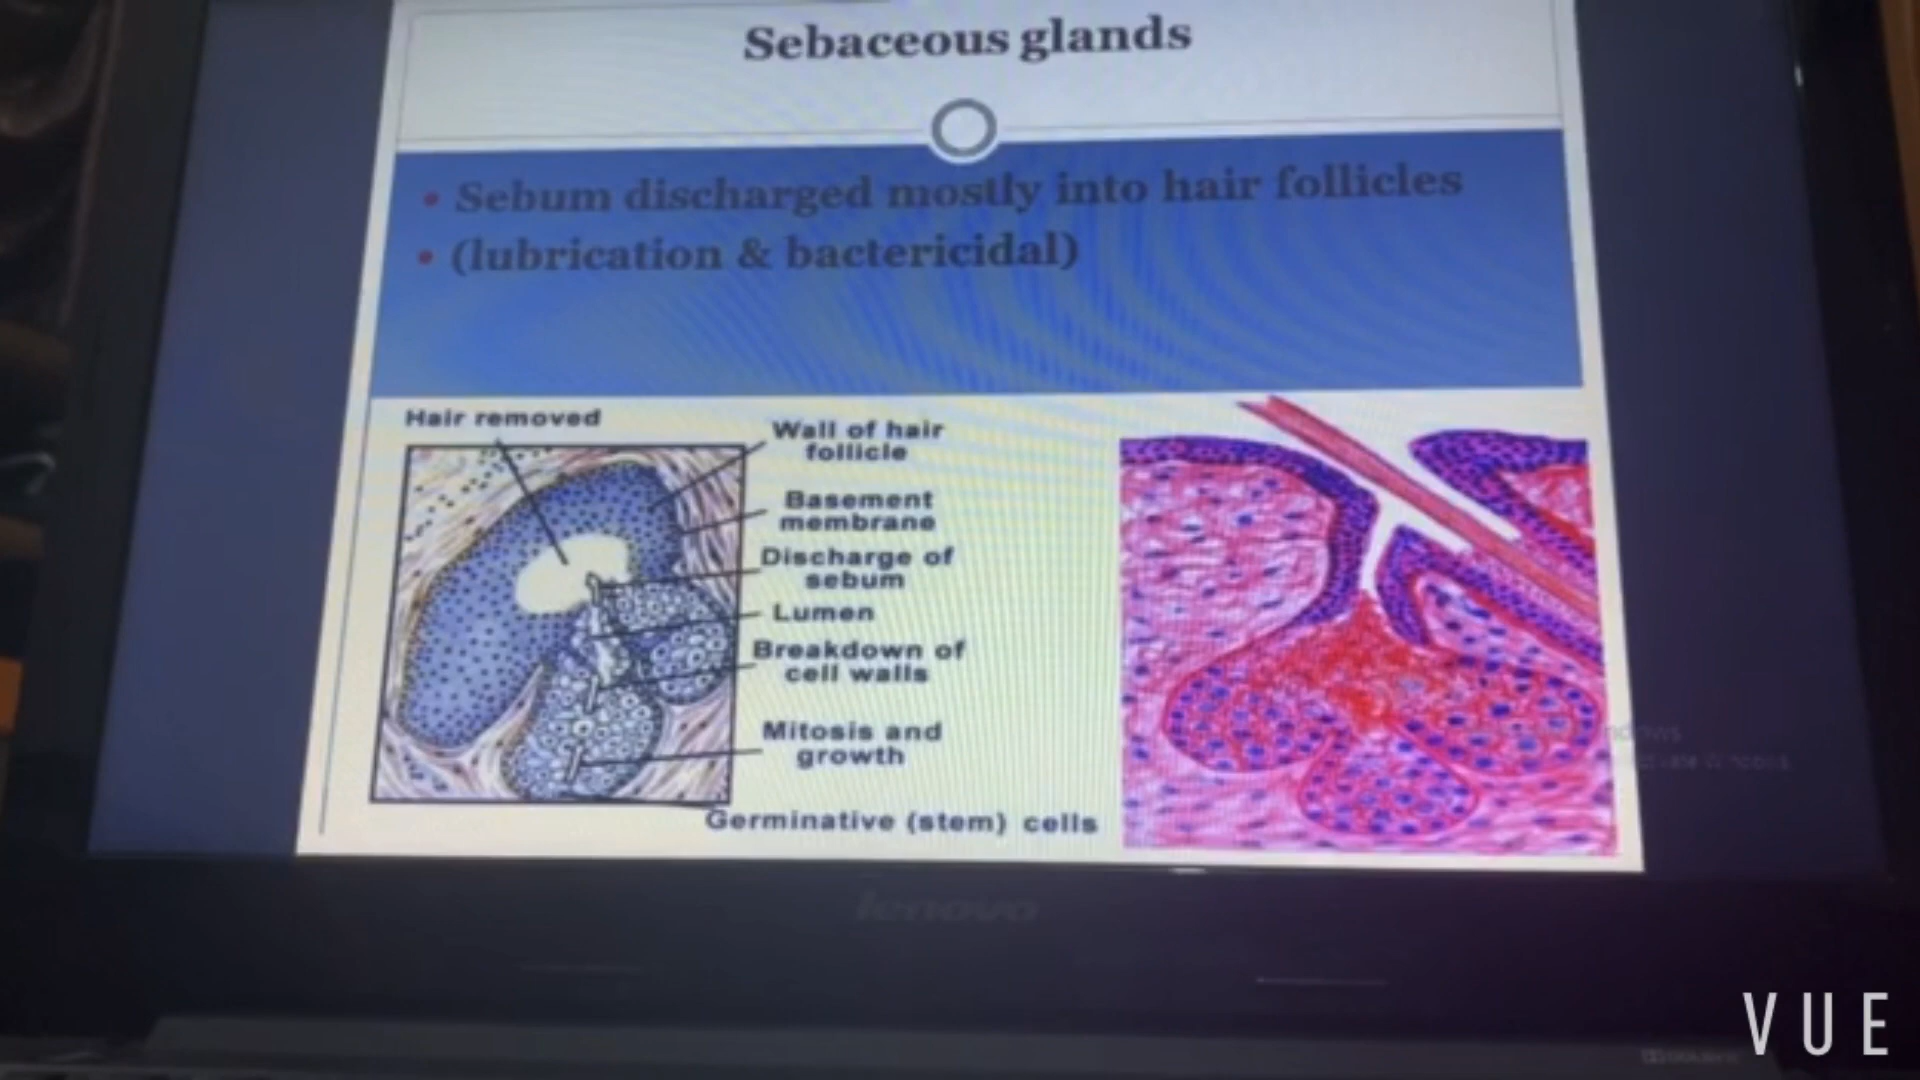 Sebaceous glands
• Sebum discharged mostly into hair follicles
• (lubrication & bactericidal)
Hair removed
Wall of hair
follicle
Basement
membrane
Discharge of
sebum
Lumen
Breakdown of
cell walls
Mitosis and
growth
Germinative (stem) cells
lenovo
VUE